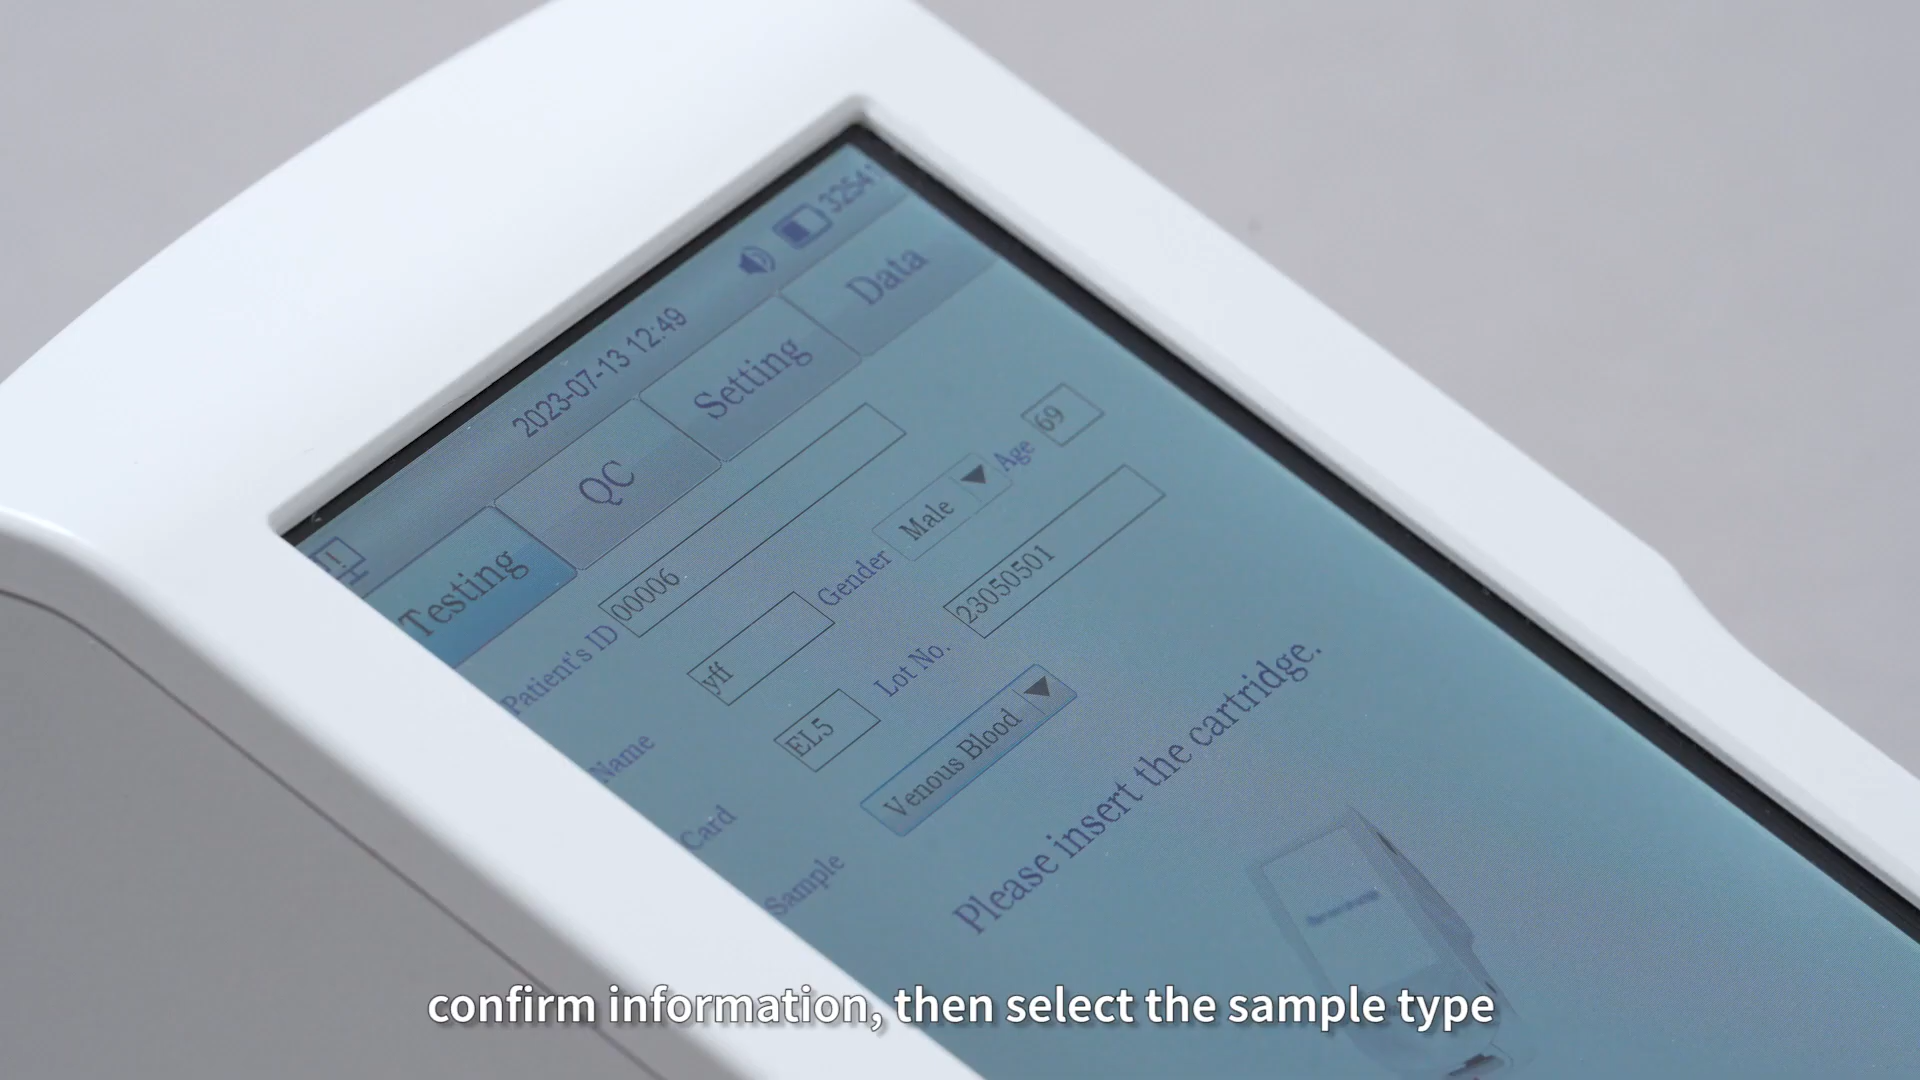 2023-07-13 12:49
Testing QC Setting Data
Patient's ID 00006
Name yff Gender Male Age 69
Card EL5 Lot No. 23050501
Sample Venous Blood
Please insert the cartridge.
confirm information, then select the sample type